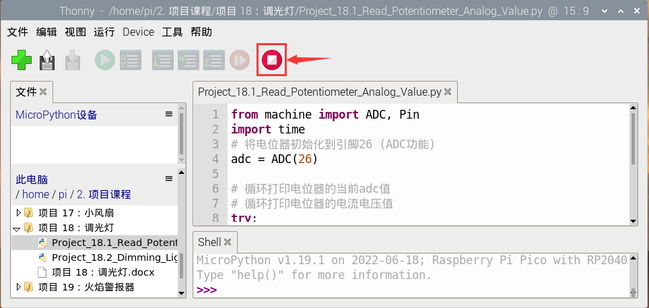 Thonny - /home/pi/2. 项目课程/项目 18：调光灯/Project_18.1_Read_Potentiometer_Analog_Value.py @ 15 : 9
文件 编辑 视图 运行 Device 工具 帮助
文件
MicroPython设备
此电脑
/ home / pi / 2. 项目课程
项目 17：小风扇
项目 18：调光灯
Project_18.1_Read_Potent
Project_18.2_Dimming_Lig
项目 18：调光灯.docx
项目 19：火焰警报器
Project_18.1_Read_Potentiometer_Analog_Value.py
1 from machine import ADC, Pin
2 import time
3 # 将电位器初始化到引脚26 (ADC功能)
4 adc = ADC(26)
5
6 # 循环打印电位器的当前adc值
7 # 循环打印电位器的电流电压值
8 try:
Shell
MicroPython v1.19.1 on 2022-06-18; Raspberry Pi Pico with RP2040
Type "help()" for more information.
>>>